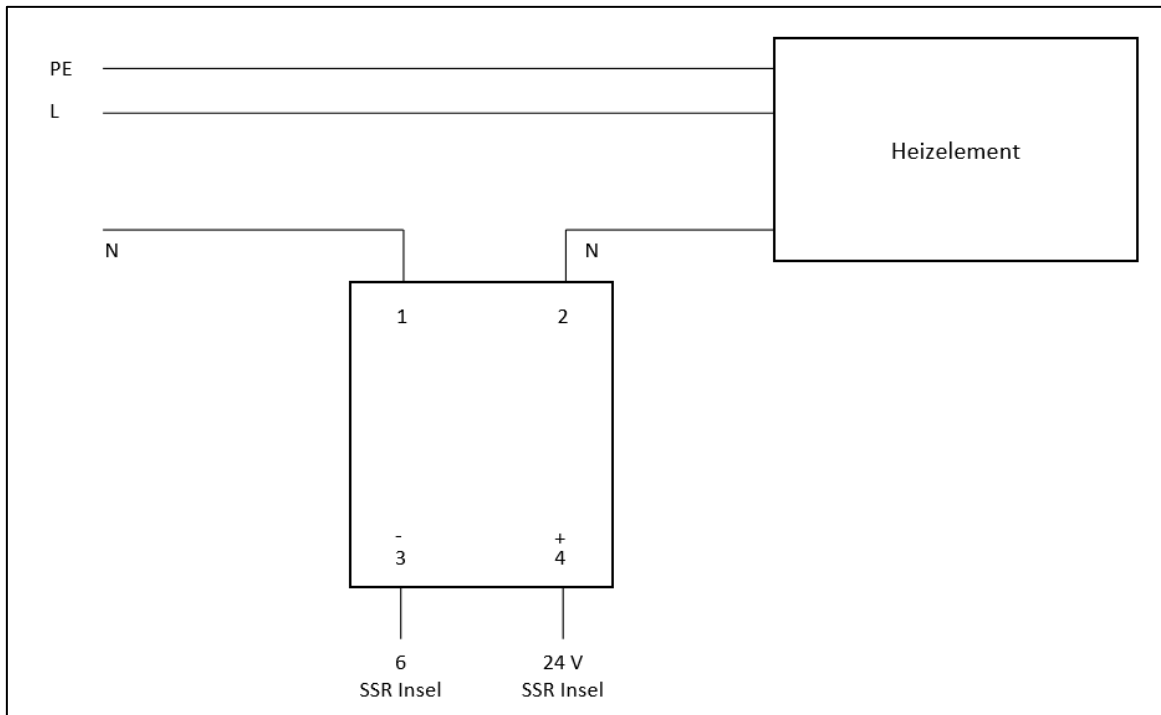 PE
L
Heizelement
N
N
1
2
-
+
3
4
6
24 V
SSR Insel
SSR Insel